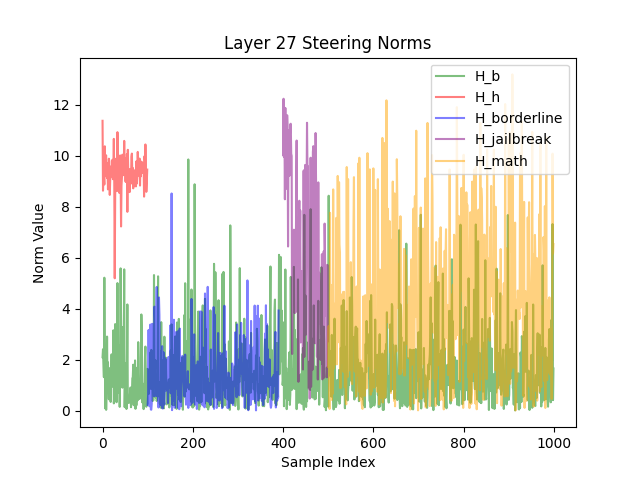 Layer 27 Steering Norms
H_b
H_h
H_borderline
H_jailbreak
H_math
Norm Value
12
10
8
6
4
2
0
0 200 400 600 800 1000
Sample Index